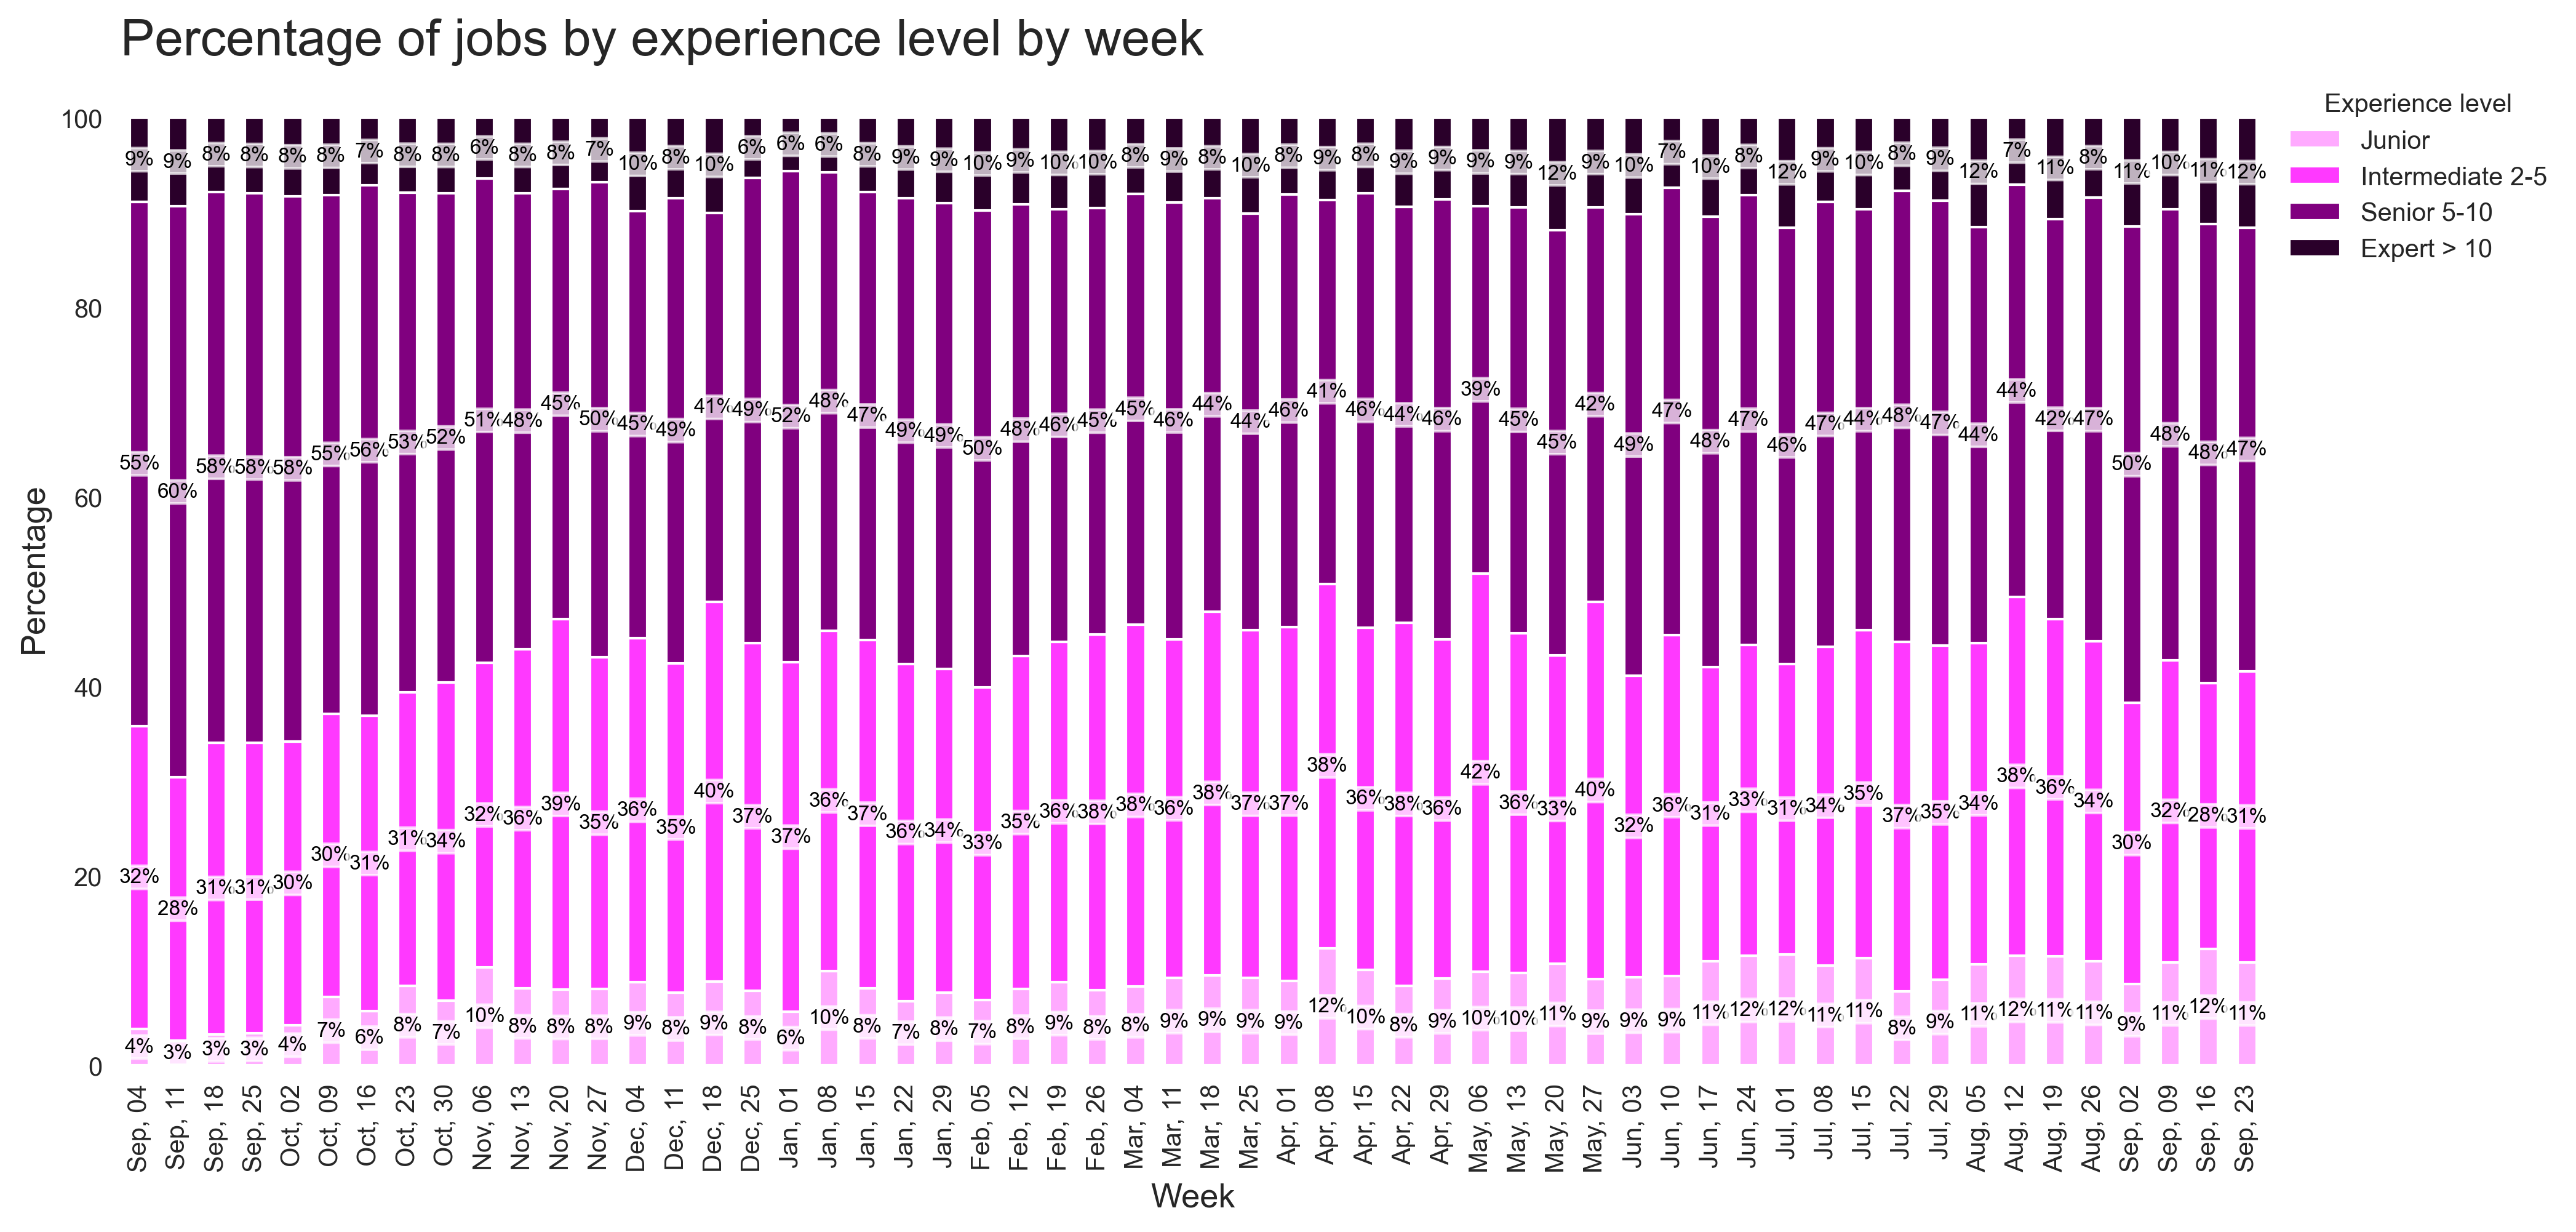 Percentage of jobs by experience level by week
Experience level
Junior
Intermediate 2-5
Senior 5-10
Expert > 10
Percentage
100
80
60
40
20
0
9% 9% 8% 8% 8% 8% 7% 8% 8% 6% 8% 8% 7% 10% 8% 10% 6% 6% 6% 8% 9% 9% 10% 9% 10% 10% 8% 9% 8% 10% 8% 9% 8% 9% 9% 9% 9% 12% 9% 10% 7% 10% 8% 12% 9% 10% 8% 9% 12% 7% 11% 8% 11% 10% 11% 12%
55% 60% 58% 58% 58% 55% 56% 53% 52% 51% 48% 45% 50% 45% 49% 41% 49% 52% 48% 47% 49% 49% 50% 48% 46% 45% 45% 46% 44% 44% 46% 41% 46% 44% 46% 39% 45% 45% 42% 49% 47% 48% 47% 46% 47% 44% 48% 47% 44% 44% 42% 47% 50% 48% 48% 47%
32% 28% 31% 31% 30% 30% 31% 31% 34% 32% 36% 39% 35% 36% 35% 40% 37% 37% 36% 37% 36% 34% 33% 35% 36% 38% 38% 36% 38% 37% 37% 38% 36% 38% 36% 42% 36% 33% 40% 32% 36% 31% 33% 31% 34% 35% 37% 35% 34% 38% 36% 34% 30% 32% 28% 31%
4% 3% 3% 3% 4% 7% 6% 8% 7% 10% 8% 8% 8% 9% 8% 9% 8% 6% 10% 8% 7% 8% 7% 8% 9% 8% 8% 9% 9% 9% 9% 12% 10% 8% 9% 10% 10% 11% 9% 9% 9% 11% 12% 12% 11% 11% 8% 9% 11% 12% 11% 11% 9% 11% 12% 11%
Sep, 04
Sep, 11
Sep, 18
Sep, 25
Oct, 02
Oct, 09
Oct, 16
Oct, 23
Oct, 30
Nov, 06
Nov, 13
Nov, 20
Nov, 27
Dec, 04
Dec, 11
Dec, 18
Dec, 25
Jan, 01
Jan, 08
Jan, 15
Jan, 22
Jan, 29
Feb, 05
Feb, 12
Feb, 19
Feb, 26
Mar, 04
Mar, 11
Mar, 18
Mar, 25
Apr, 01
Apr, 08
Apr, 15
Apr, 22
Apr, 29
May, 06
May, 13
May, 20
May, 27
Jun, 03
Jun, 10
Jun, 17
Jun, 24
Jul, 01
Jul, 08
Jul, 15
Jul, 22
Jul, 29
Aug, 05
Aug, 12
Aug, 19
Aug, 26
Sep, 02
Sep, 09
Sep, 16
Sep, 23
Week